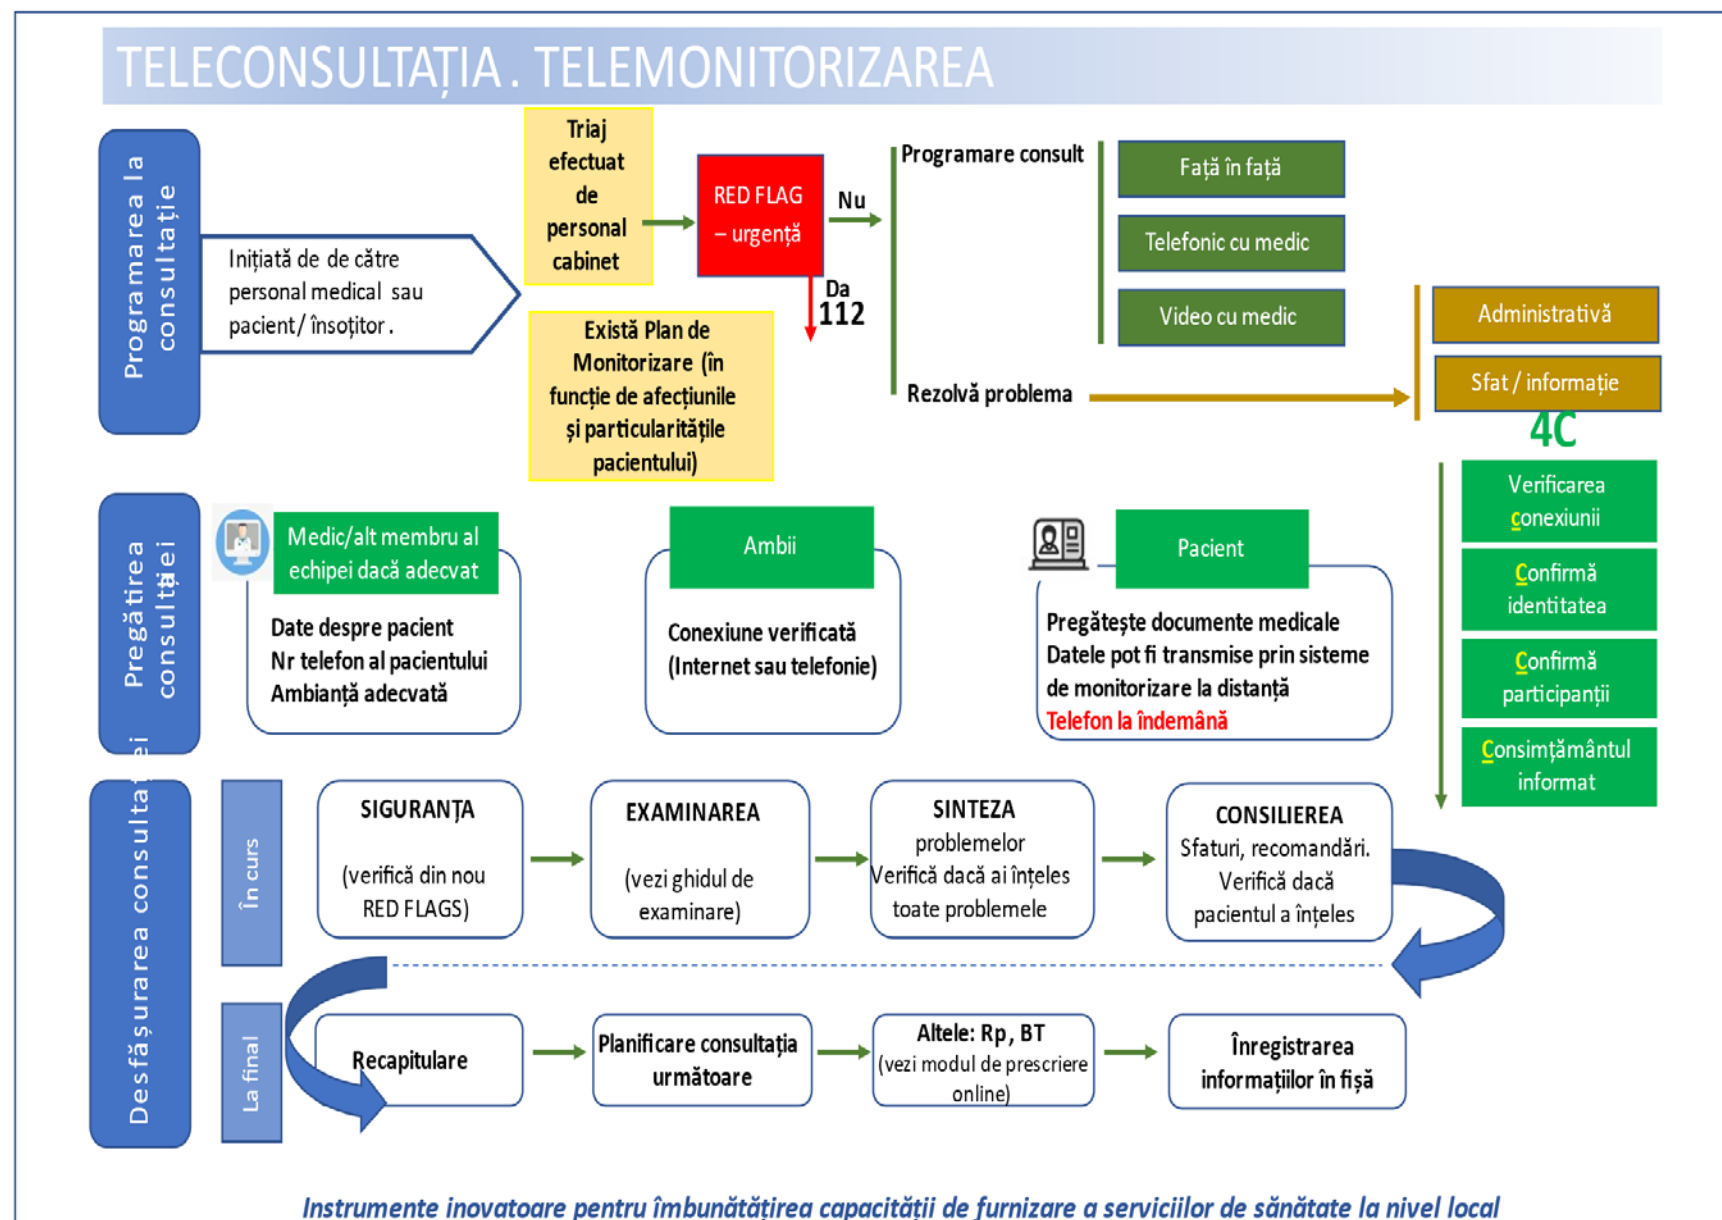 TELECONSULTAȚIA . TELEMONITORIZAREA
Programarea la
consultație
Inițiată de de către
personal medical sau
pacient/ însoțitor .
Triaj
efectuat
de
personal
cabinet
Există Plan de
Monitorizare (în
funcție de afecțiunile
și particularitățile
pacientului)
RED FLAG
– urgență
Nu
Da
112
Programare consult
Față în față
Telefonic cu medic
Video cu medic
Rezolvă problema
Administrativă
Sfat / informație
4C
Verificarea
conexiunii
Confirmă
identitatea
Confirmă
participanții
Consimțământul
informat
Pregătirea
consultației
Medic/alt membru al
echipei dacă adecvat
Date despre pacient
Nr telefon al pacientului
Ambianță adecvată
Ambii
Conexiune verificată
(Internet sau telefonie)
Pacient
Pregătește documente medicale
Datele pot fi transmise prin sisteme
de monitorizare la distanță
Telefon la îndemână
Desfășurarea consultației
În curs
SIGURANȚA
(verifică din nou
RED FLAGS)
EXAMINAREA
(vezi ghidul de
examinare)
SINTEZA
problemelor
Verifică dacă ai înțeles
toate problemele
CONSILIEREA
Sfaturi, recomandări.
Verifică dacă
pacientul a înțeles
La final
Recapitulare
Planificare consultația
următoare
Altele: Rp, BT
(vezi modul de prescriere
online)
Înregistrarea
informațiilor în fișă
Instrumente inovatoare pentru îmbunătățirea capacității de furnizare a serviciilor de sănătate la nivel local